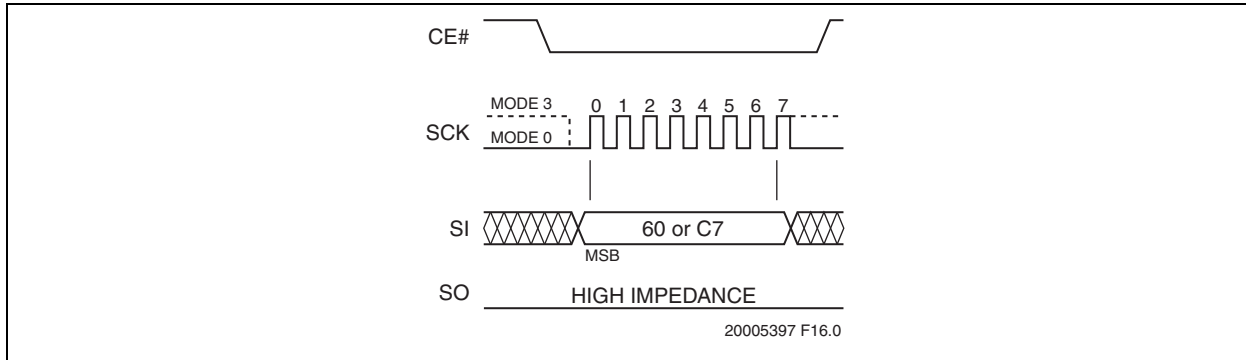 CE#
MODE 3
0 1 2 3 4 5 6 7
SCK
MODE 0
SI
60 or C7
MSB
SO
HIGH IMPEDANCE
20005397 F16.0